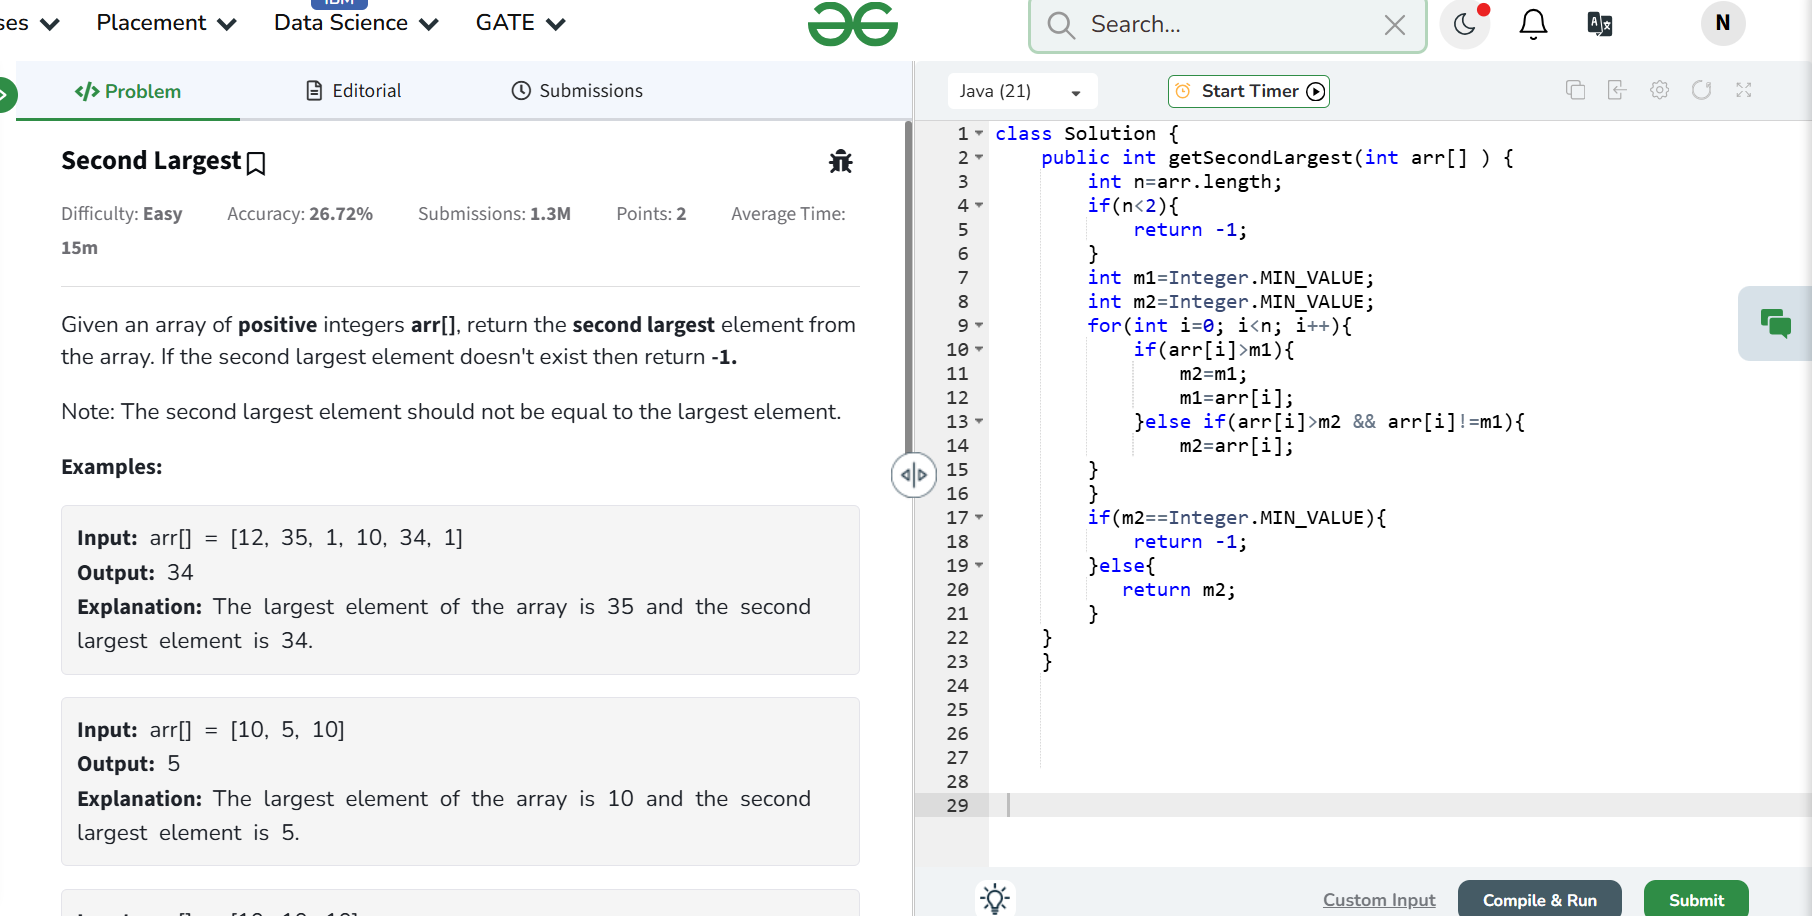 ses Placement Data Science GATE
Search...
N
</> Problem Editorial Submissions
Java (21) Start Timer
Second Largest
Difficulty: Easy Accuracy: 26.72% Submissions: 1.3M Points: 2 Average Time:
15m
Given an array of positive integers arr[], return the second largest element from
the array. If the second largest element doesn't exist then return -1.
Note: The second largest element should not be equal to the largest element.
Examples:
Input: arr[] = [12, 35, 1, 10, 34, 1]
Output: 34
Explanation: The largest element of the array is 35 and the second
largest element is 34.
Input: arr[] = [10, 5, 10]
Output: 5
Explanation: The largest element of the array is 10 and the second
largest element is 5.
1 class Solution {
2 public int getSecondLargest(int arr[] ) {
3 int n=arr.length;
4 if(n<2){
5 return -1;
6 }
7 int m1=Integer.MIN_VALUE;
8 int m2=Integer.MIN_VALUE;
9 for(int i=0; i<n; i++){
10 if(arr[i]>m1){
11 m2=m1;
12 m1=arr[i];
13 }else if(arr[i]>m2 && arr[i]!=m1){
14 m2=arr[i];
15 }
16 }
17 if(m2==Integer.MIN_VALUE){
18 return -1;
19 }else{
20 return m2;
21 }
22 }
23 }
24
25
26
27
28
29
Custom Input Compile & Run Submit